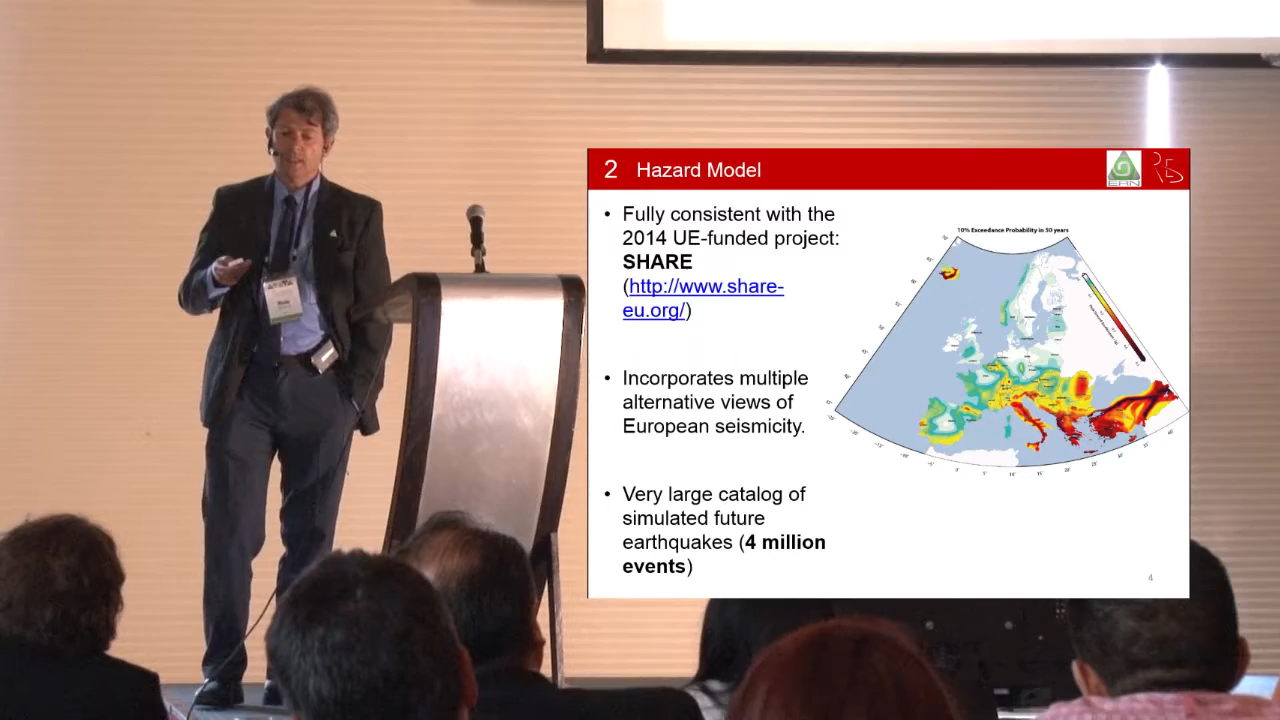 2 Hazard Model
ERN
• Fully consistent with the
2014 UE-funded project:
SHARE
(http://www.share-
eu.org/)
• Incorporates multiple
alternative views of
European seismicity.
• Very large catalog of
simulated future
earthquakes (4 million
events)
10% Exceedance Probability in 50 years
4